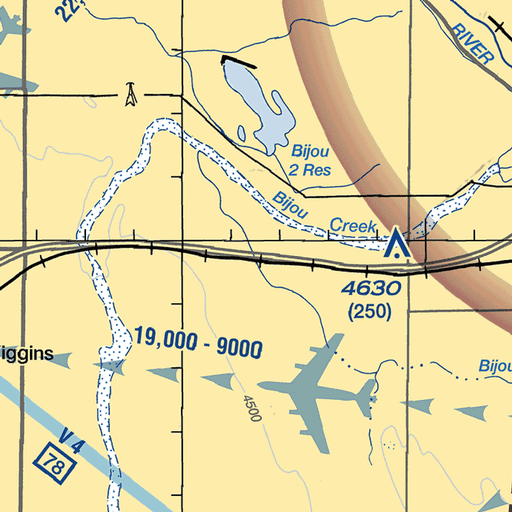 RIVER
Bijou
2 Res
Bijou
Creek
4630
(250)
19,000 - 9000
iggins
Bijou
4500
V 4
78